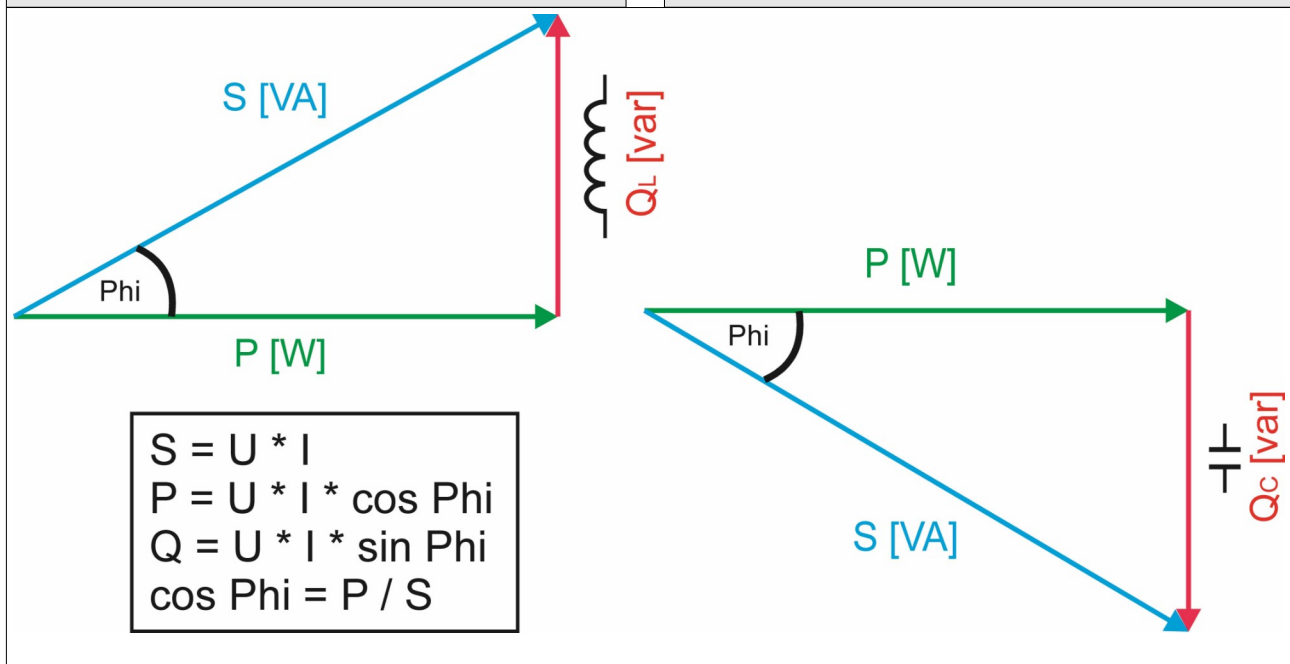 S [VA]
QL [var]
Phi
P [W]
S = U * I
P = U * I * cos Phi
Q = U * I * sin Phi
cos Phi = P / S
P [W]
Phi
QC [var]
S [VA]